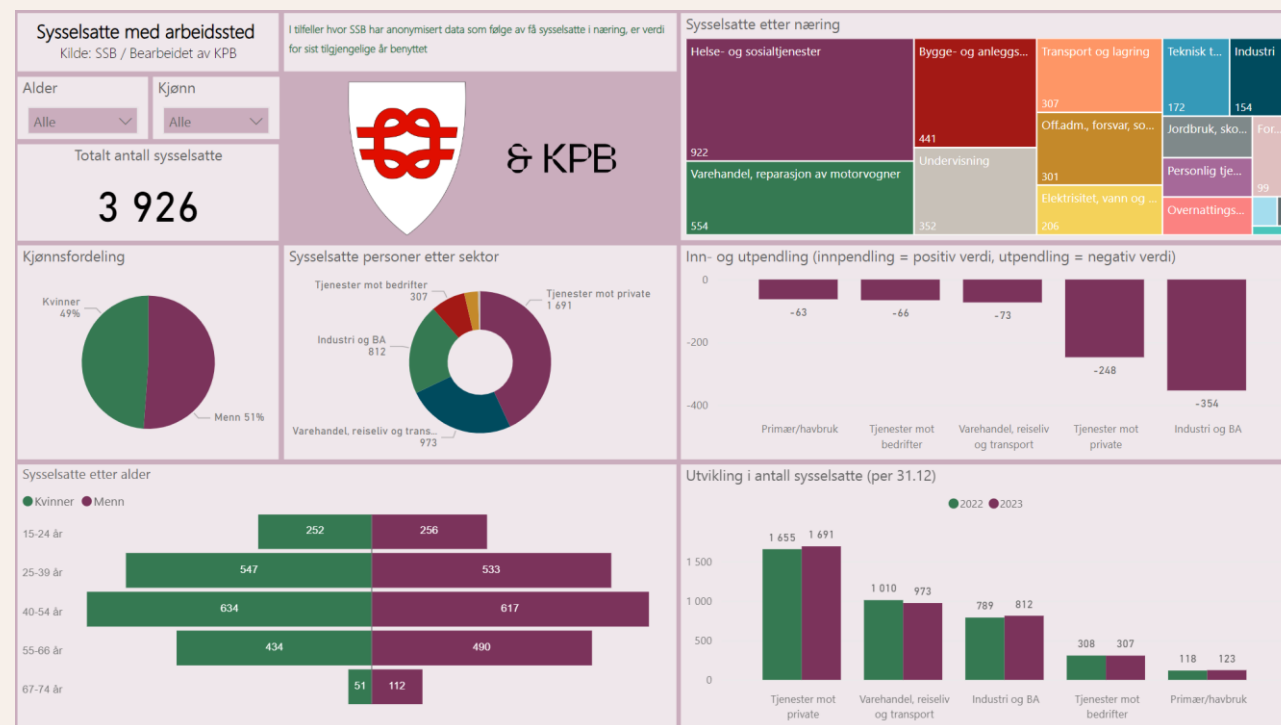 Sysselsatte med arbeidssted
Kilde: SSB / Bearbeidet av KPB
I tilfeller hvor SSB har anonymisert data som følge av få sysselsatte i næring, er verdi
for sist tilgjengelige år benyttet
Alder
Alle
Kjønn
Alle
Totalt antall sysselsatte
3 926
& KPB
Sysselsatte etter næring
Helse- og sosialtjenester
922
Varehandel, reparasjon av motorvogner
554
Bygge- og anleggs...
441
Undervisning
352
Transport og lagring
307
Off.adm., forsvar, so...
301
Elektrisitet, vann og ...
206
Teknisk t...
172
Industri
154
Jordbruk, sko...
Personlig tje...
Overnattings...
For...
99
Kjønnsfordeling
Kvinner
49%
Menn 51%
Sysselsatte personer etter sektor
Tjenester mot bedrifter
307
Tjenester mot private
1 691
Industri og BA
812
Varehandel, reiseliv og trans...
973
Inn- og utpendling (innpendling = positiv verdi, utpendling = negativ verdi)
0
-200
-400
-63
-66
-73
-248
-354
Primær/havbruk
Tjenester mot
bedrifter
Varehandel, reiseliv
og transport
Tjenester mot
private
Industri og BA
Sysselsatte etter alder
Kvinner Menn
15-24 år 252 256
25-39 år 547 533
40-54 år 634 617
55-66 år 434 490
67-74 år 51 112
Utvikling i antall sysselsatte (per 31.12)
2022 2023
1 500
1 000
500
0
1 655 1 691
1 010 973
789 812
308 307
118 123
Tjenester mot
private
Varehandel, reiseliv
og transport
Industri og BA
Tjenester mot
bedrifter
Primær/havbruk